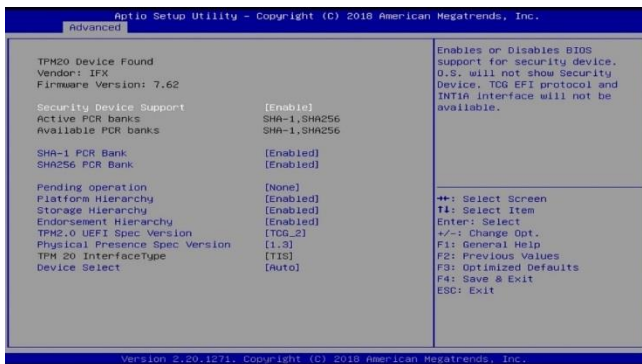 Aptio Setup Utility - Copyright (C) 2018 American Megatrends, Inc.
Advanced
TPM20 Device Found
Vendor: IFX
Firmware Version: 7.62
Security Device Support [Enable]
Active PCR banks SHA-1,SHA256
Available PCR banks SHA-1,SHA256
SHA-1 PCR Bank [Enabled]
SHA256 PCR Bank [Enabled]
Pending operation [None]
Platform Hierarchy [Enabled]
Storage Hierarchy [Enabled]
Endorsement Hierarchy [Enabled]
TPM2.0 UEFI Spec Version [TCG_2]
Physical Presence Spec Version [1.3]
TPM 20 InterfaceType [TIS]
Device Select [Auto]
Enables or Disables BIOS
support for security device.
O.S. will not show Security
Device. TCG EFI protocol and
INT1A interface will not be
available.
→←: Select Screen
↑↓: Select Item
Enter: Select
+/-: Change Opt.
F1: General Help
F2: Previous Values
F3: Optimized Defaults
F4: Save & Exit
ESC: Exit
Version 2.20.1271. Copyright (C) 2018 American Megatrends, Inc.